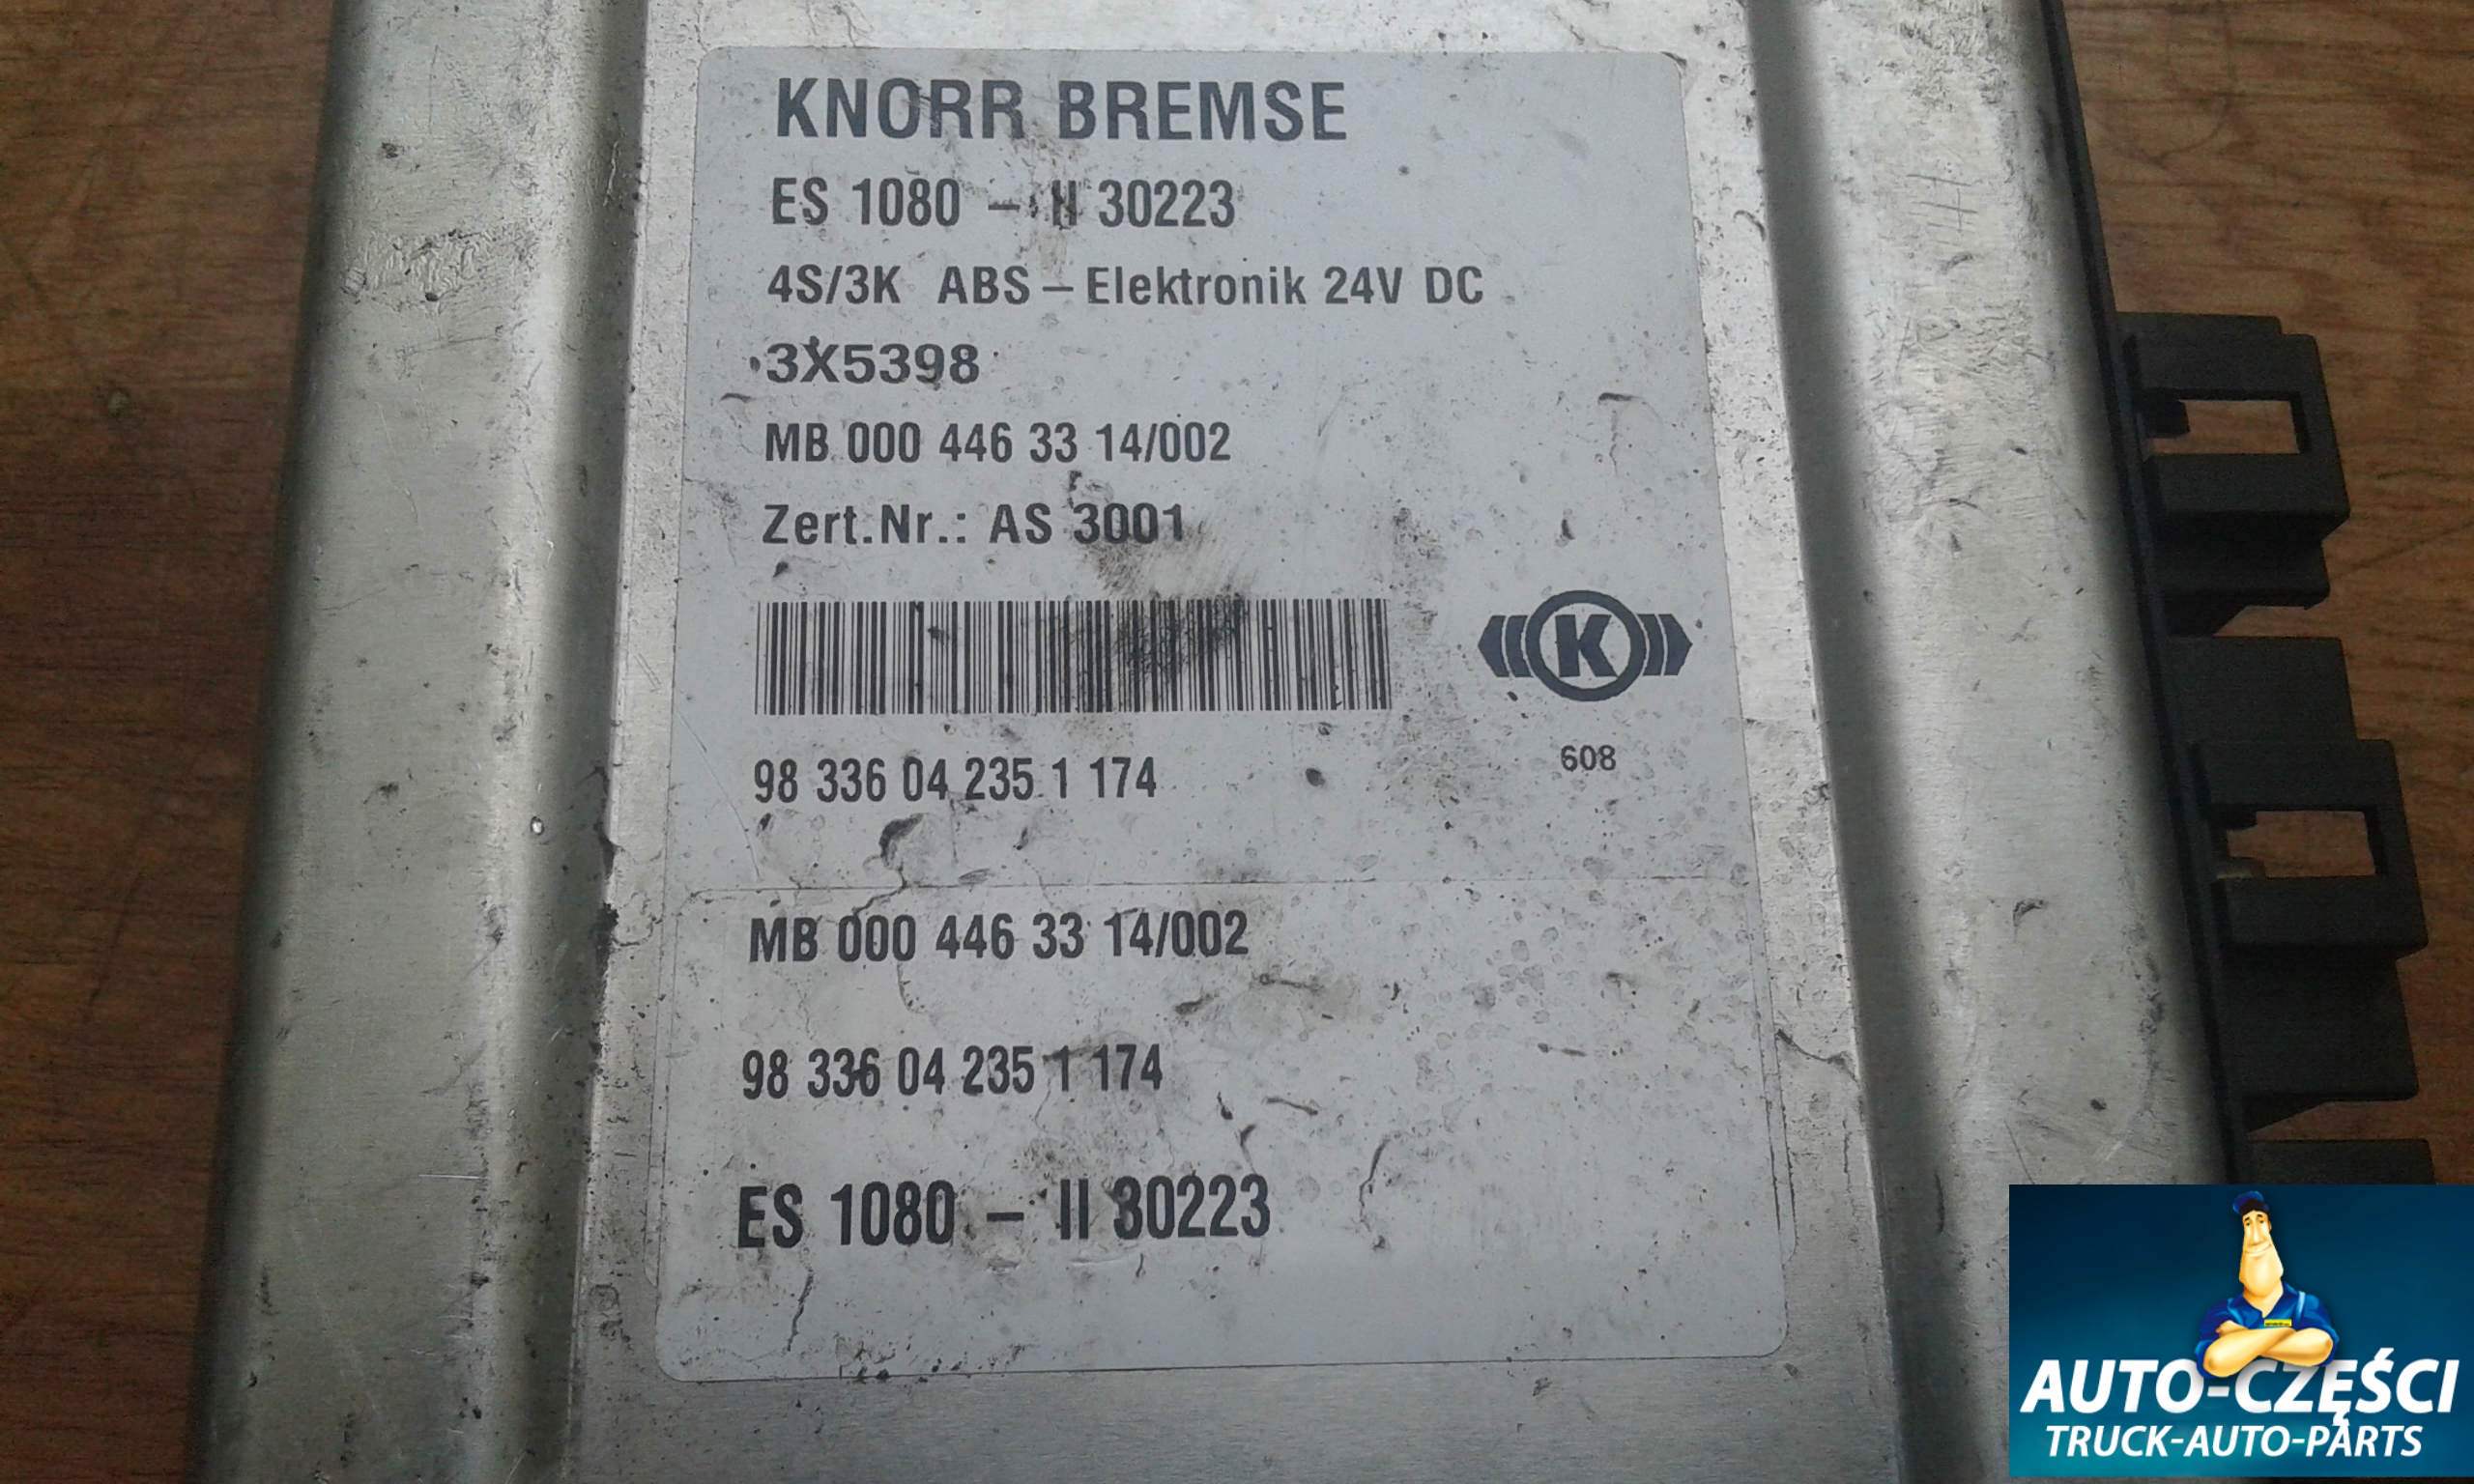 KNORR BREMSE
ES 1080 – II 30223
4S/3K ABS – Elektronik 24V DC
3X5398
MB 000 446 33 14/002
Zert.Nr.: AS 3001
K
608
98 336 04 235 1 174
MB 000 446 33 14/002
98 336 04 235 1 174
ES 1080 – II 30223
AUTO-CZĘŚCI
TRUCK-AUTO-PARTS